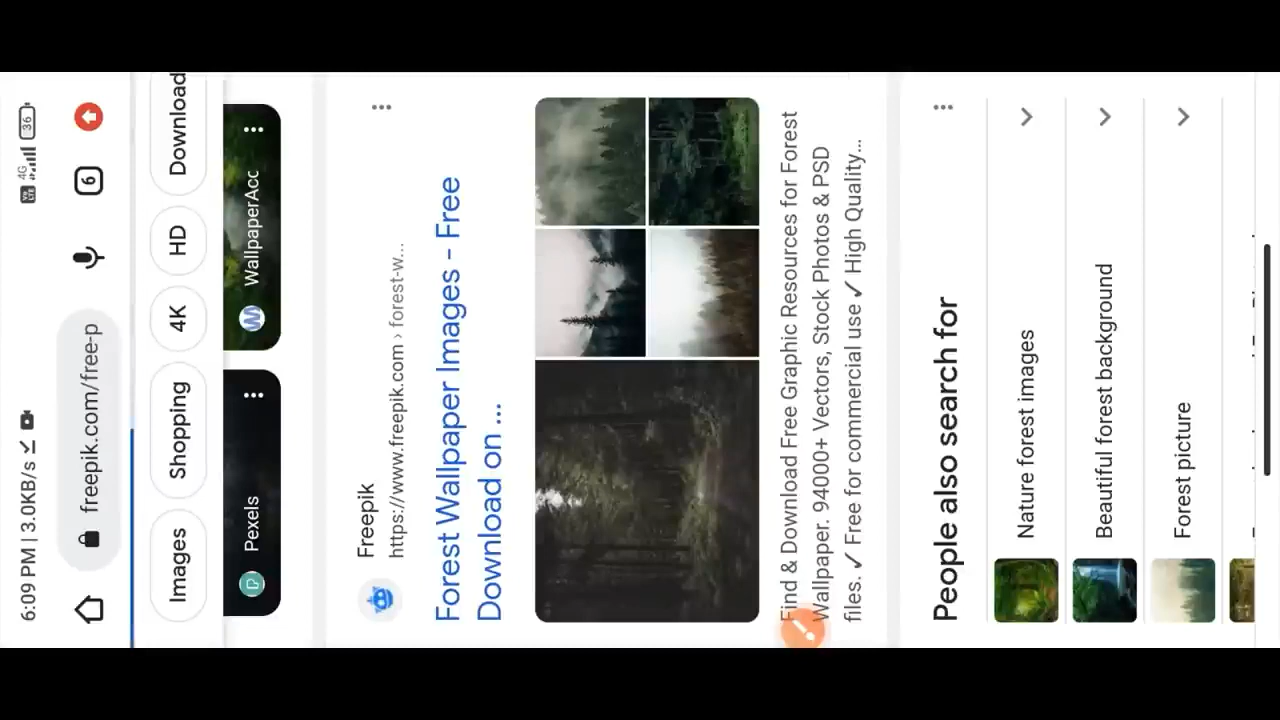 6:09 PM | 3.0KB/s
4G
36
freepik.com/free-p
6
Images
Shopping
4K
HD
Download
Pexels
WallpaperAcc
Freepik
https://www.freepik.com › forest-w...
Forest Wallpaper Images - Free
Download on ...
Find & Download Free Graphic Resources for Forest
Wallpaper. 94000+ Vectors, Stock Photos & PSD
files. ✓ Free for commercial use ✓ High Quality...
People also search for
Nature forest images
Beautiful forest background
Forest picture